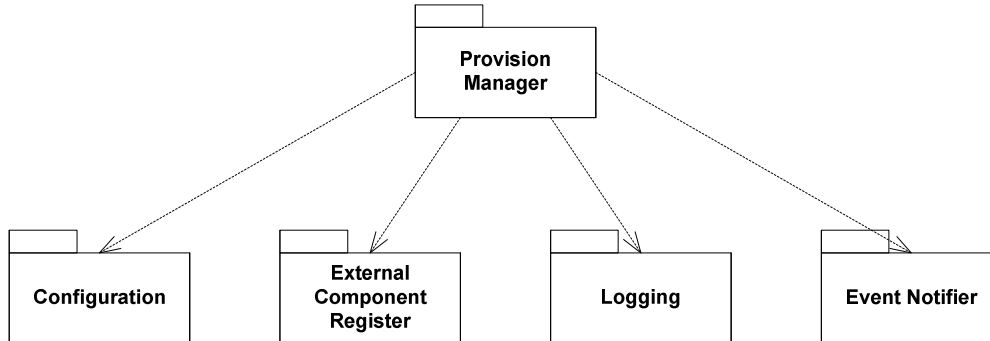 Provision
Manager
Configuration
External
Component
Register
Logging
Event Notifier